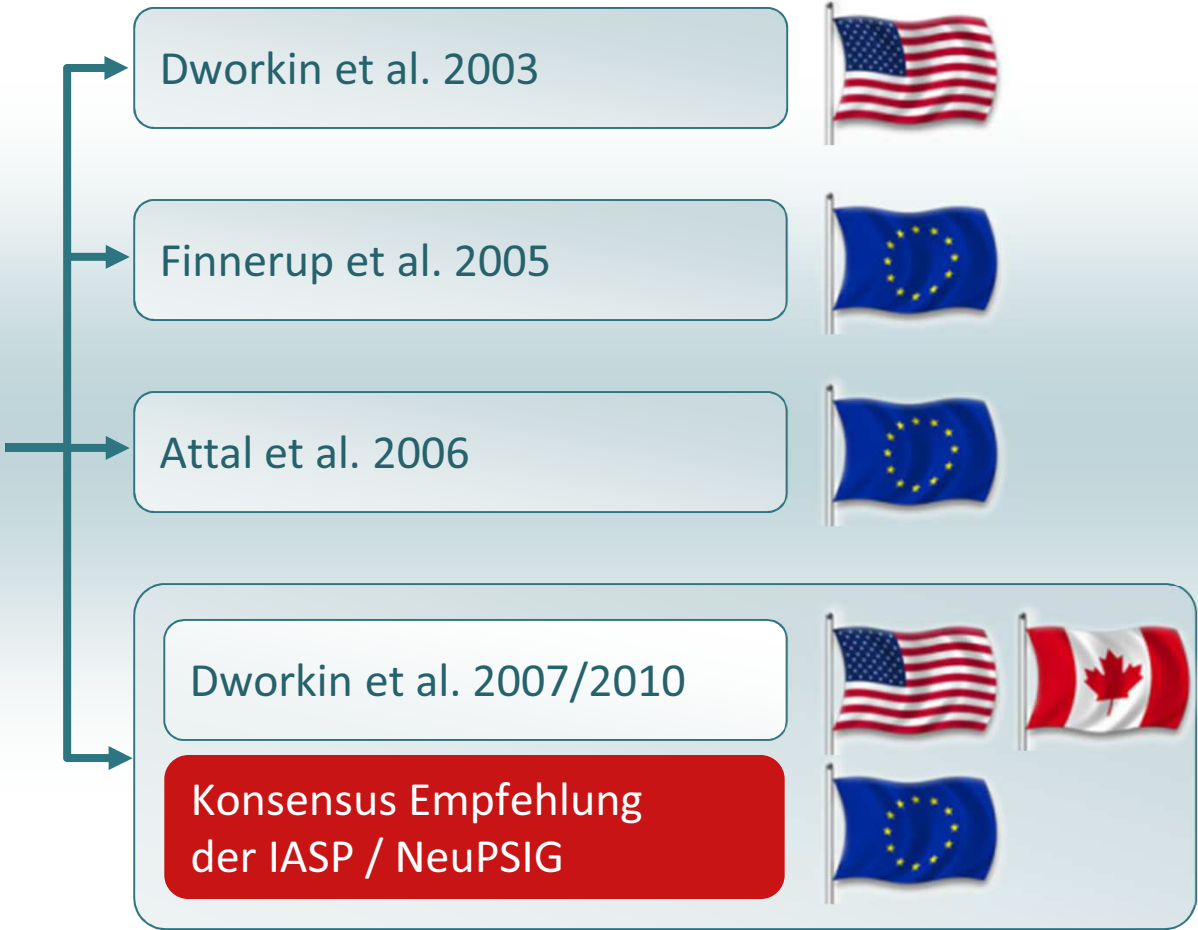 Dworkin et al. 2003
Finnerup et al. 2005
Attal et al. 2006
Dworkin et al. 2007/2010
Konsensus Empfehlung
der IASP / NeuPSIG